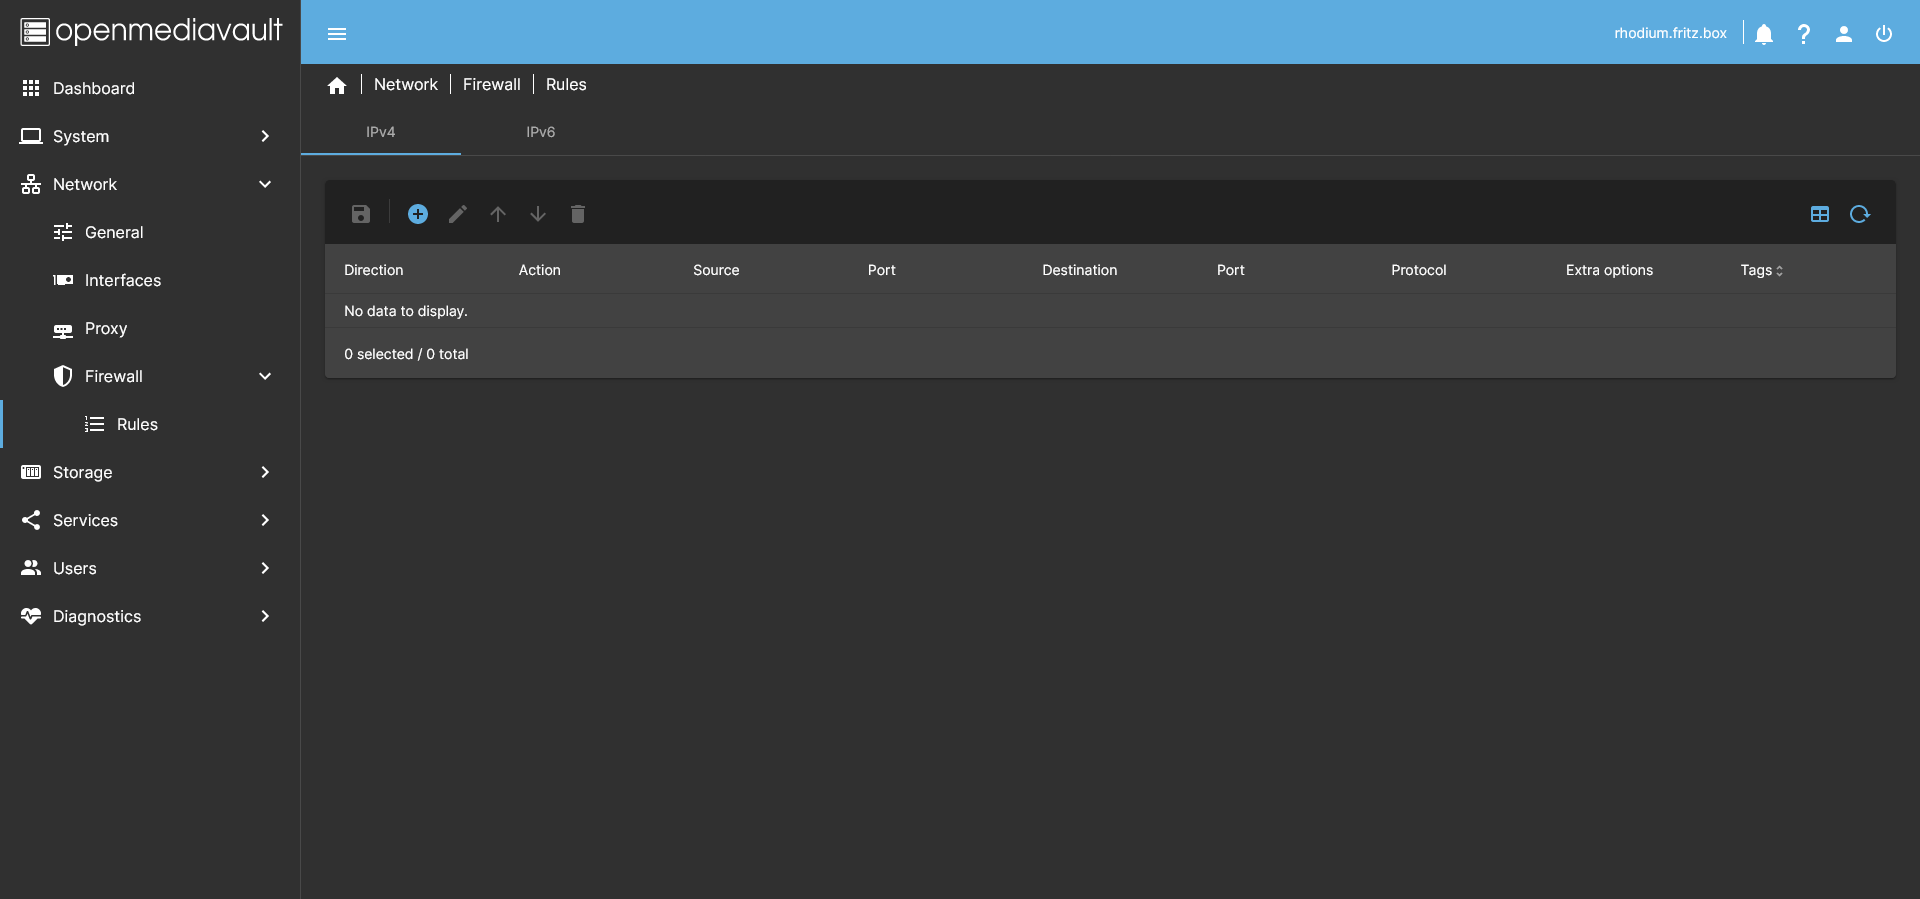 openmediavault
rhodium.fritz.box
Dashboard
System
Network
General
Interfaces
Proxy
Firewall
Rules
Storage
Services
Users
Diagnostics
Network | Firewall | Rules
IPv4 IPv6
Direction Action Source Port Destination Port Protocol Extra options Tags
No data to display.
0 selected / 0 total